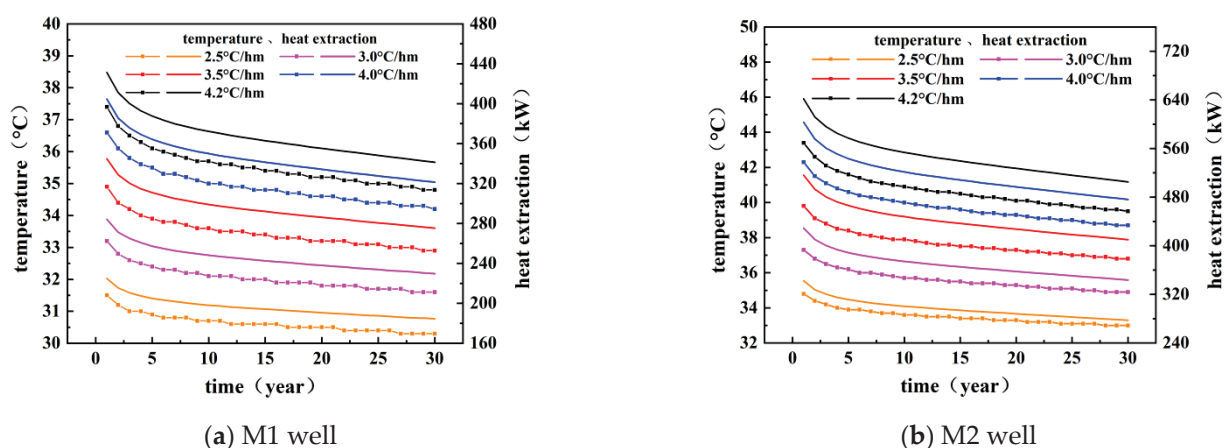 temperature 、 heat extraction
2.5°C/hm 3.0°C/hm
3.5°C/hm 4.0°C/hm
4.2°C/hm
temperature（°C）
40
39
38
37
36
35
34
33
32
31
30
heat extraction（kW）
480
440
400
360
320
280
240
200
160
0 5 10 15 20 25 30
time（year）
(a) M1 well
temperature 、 heat extraction
2.5°C/hm 3.0°C/hm
3.5°C/hm 4.0°C/hm
4.2°C/hm
temperature（°C）
50
48
46
44
42
40
38
36
34
32
heat extraction（kW）
720
640
560
480
400
320
240
0 5 10 15 20 25 30
time（year）
(b) M2 well